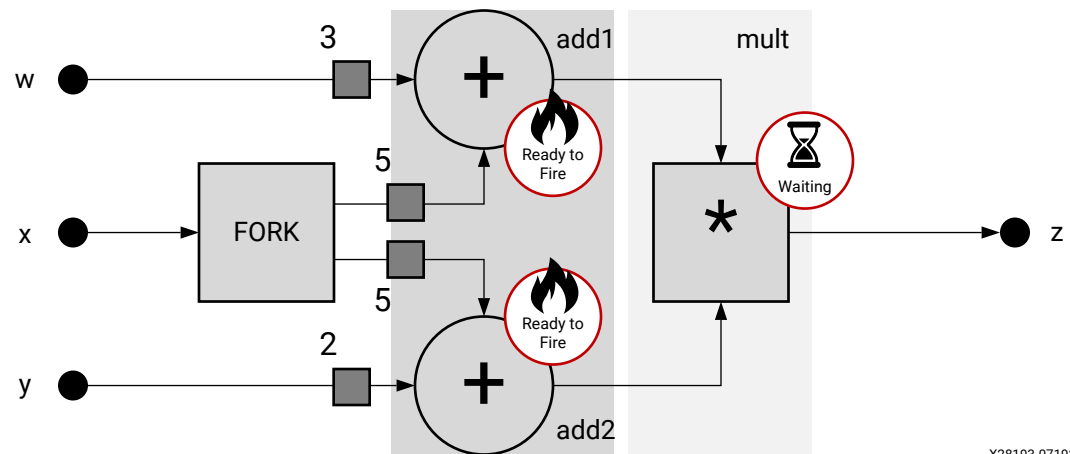 3
add1
mult
w
+
Ready to
Fire
5
Waiting
*
x
FORK
z
5
Ready to
Fire
2
y
+
add2